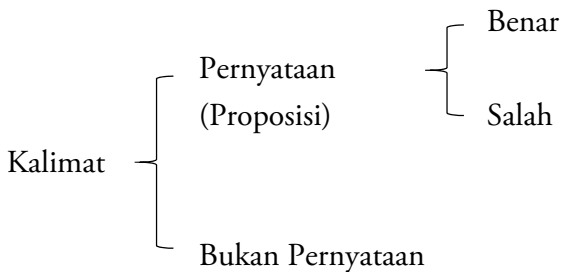 Benar
Pernyataan
(Proposisi)
Salah
Kalimat
Bukan Pernyataan